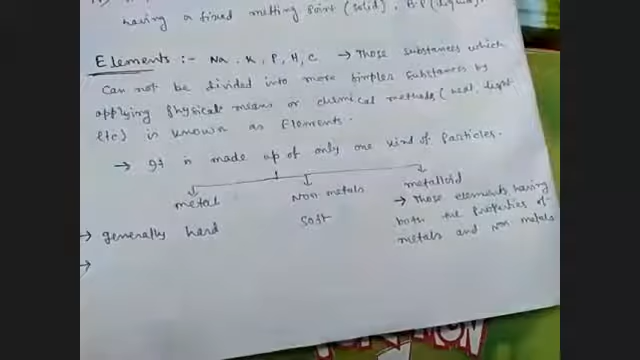 having a fixed melting point (solid), B.P (liquid).
Elements :- Na, K, P, H, C → Those substances which
Can not be divided into more simpler substances by
applying physical means or chemical methods (heat, light
etc) is known as Elements.
→ It is made up of only one kind of Particles.
metal Non metals metalloid
→ generally hard soft → Those elements having
both the properties of
metals and Non metals
→
MON